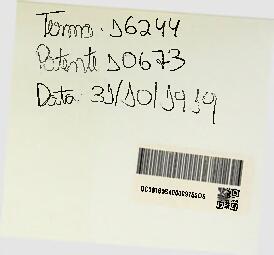 Termo: 16244
Patente 10673
Data: 31/10/1919